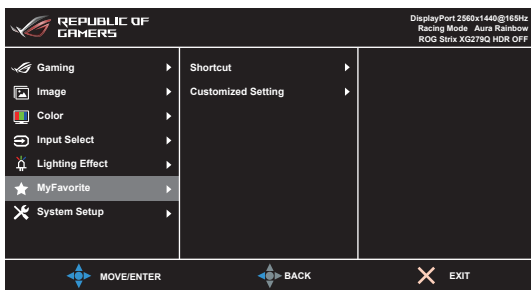 REPUBLIC OF
GAMERS
DisplayPort 2560x1440@165Hz
Racing Mode Aura Rainbow
ROG Strix XG279Q HDR OFF
Gaming
Image
Color
Input Select
Lighting Effect
MyFavorite
System Setup
Shortcut
Customized Setting
MOVE/ENTER
BACK
EXIT